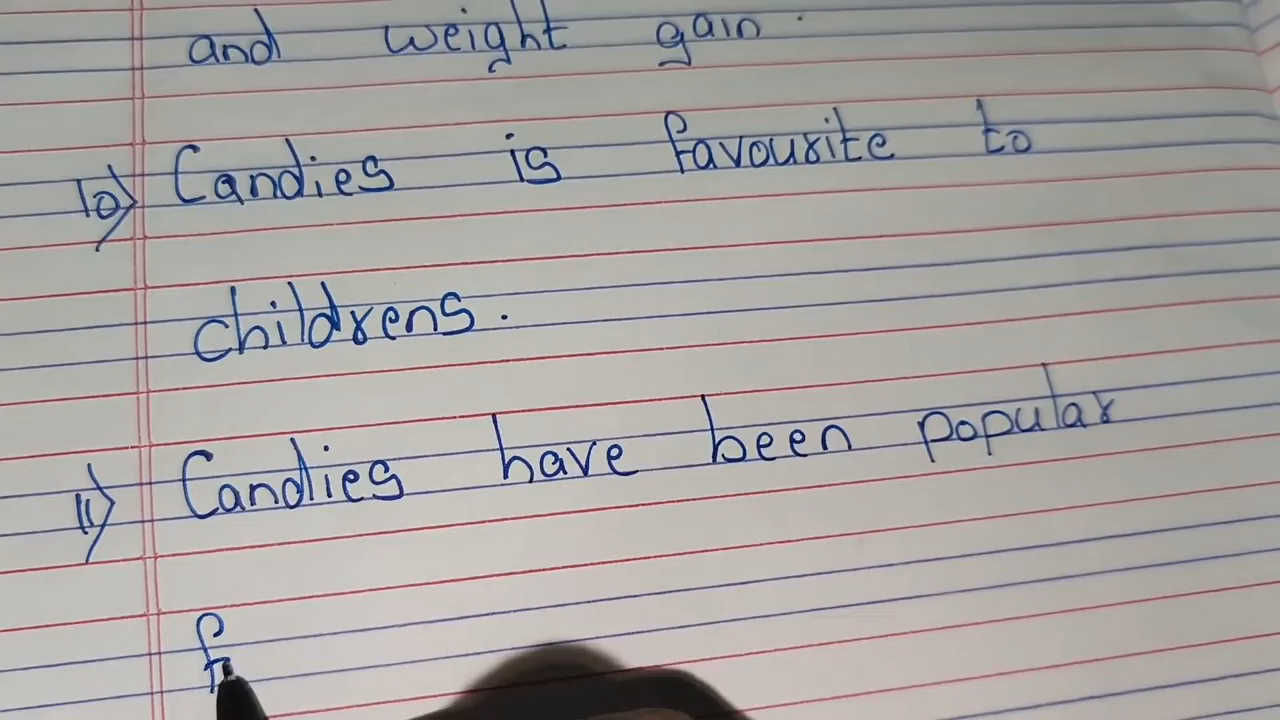 and weight gain.
10) Candies is favourite to
childrens.
11) Candies have been popular
f